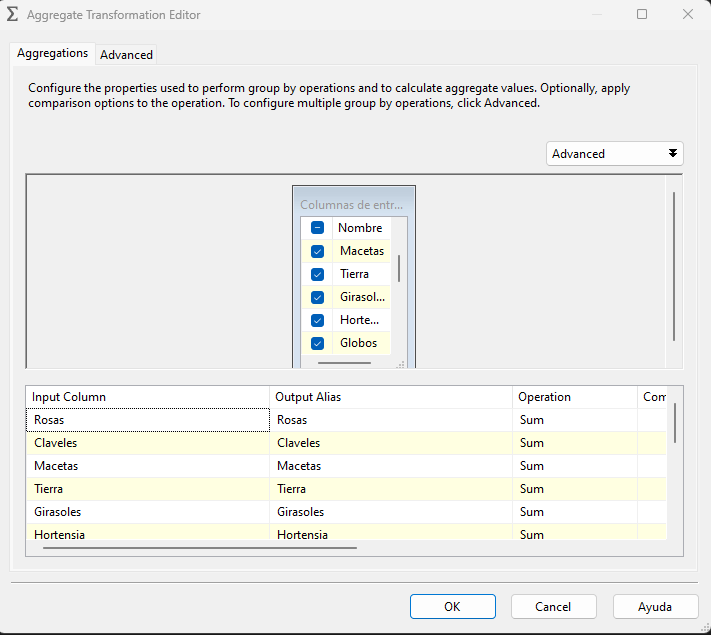 Aggregate Transformation Editor
Aggregations Advanced
Configure the properties used to perform group by operations and to calculate aggregate values. Optionally, apply
comparison options to the operation. To configure multiple group by operations, click Advanced.
Advanced
Columnas de entr...
Nombre
Macetas
Tierra
Girasol...
Horte...
Globos
Input Column Output Alias Operation Com
Rosas Rosas Sum
Claveles Claveles Sum
Macetas Macetas Sum
Tierra Tierra Sum
Girasoles Girasoles Sum
Hortensia Hortensia Sum
OK Cancel Ayuda